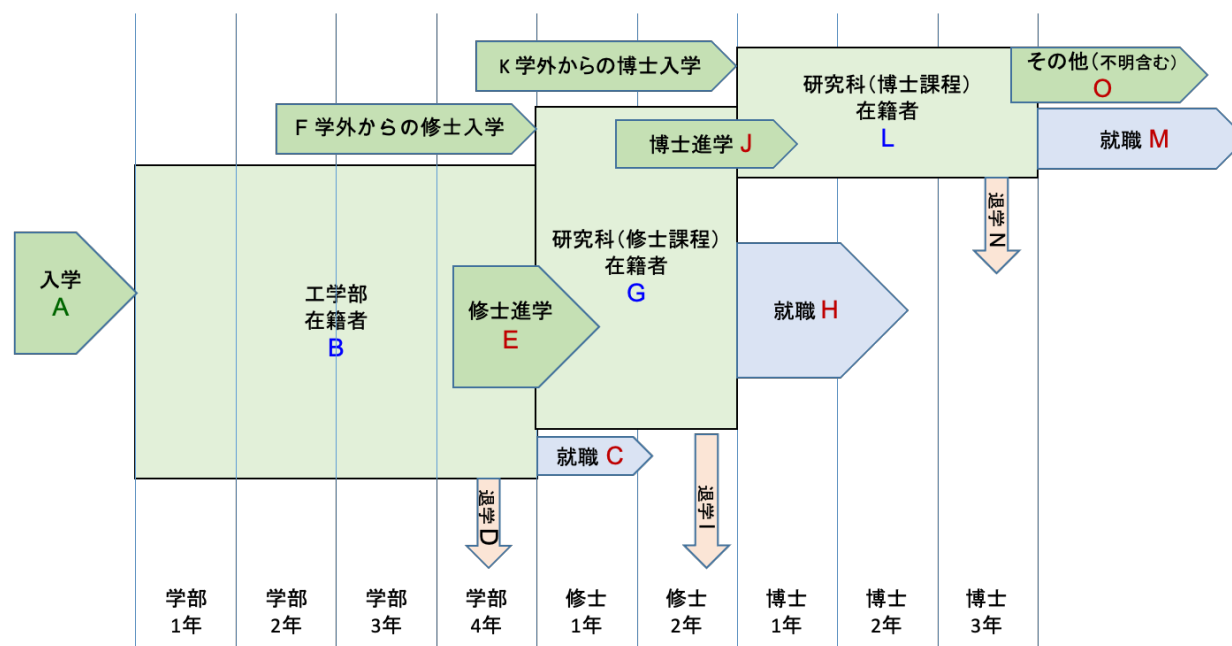 K 学外からの博士入学
研究科(博士課程)
在籍者
L
その他(不明含む)
O
F 学外からの修士入学
博士進学 J
就職 M
退学 N
入学
A
工学部
在籍者
B
研究科(修士課程)
在籍者
G
修士進学
E
就職 H
就職 C
退学 D
退学 I
学部
1年
学部
2年
学部
3年
学部
4年
修士
1年
修士
2年
博士
1年
博士
2年
博士
3年